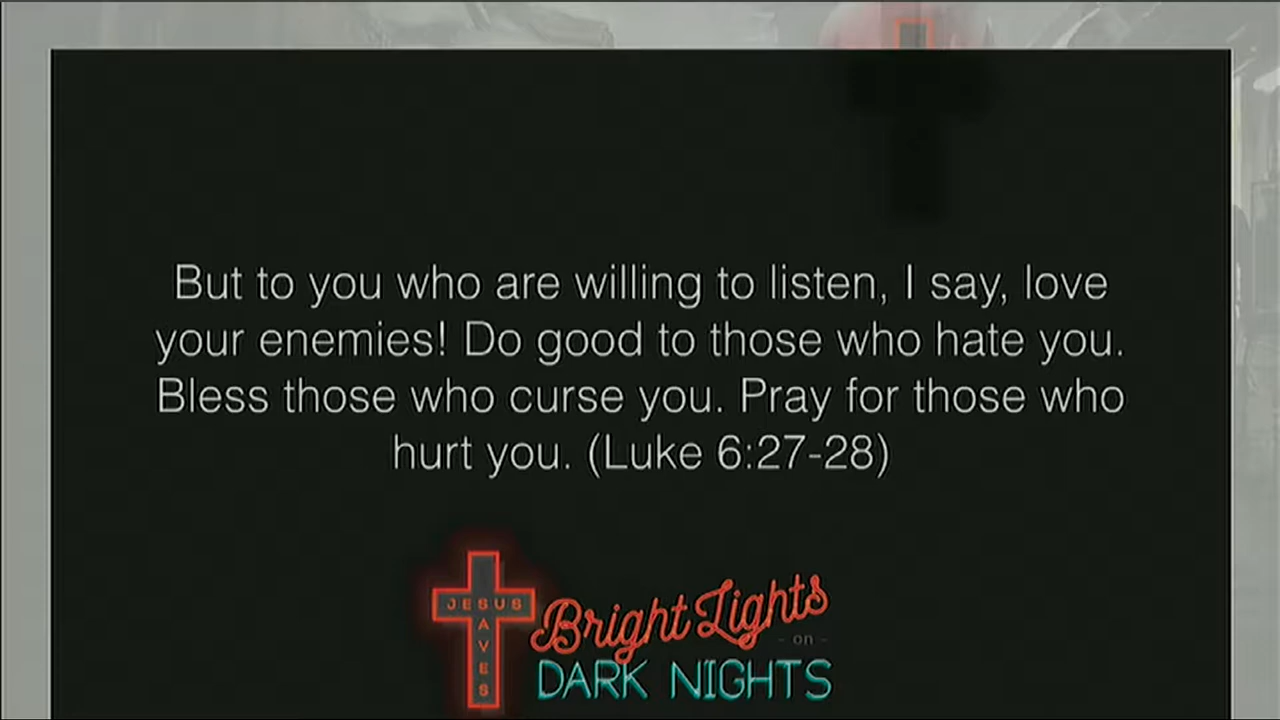 But to you who are willing to listen, I say, love
your enemies! Do good to those who hate you.
Bless those who curse you. Pray for those who
hurt you. (Luke 6:27-28)
JESUS
SAVES
Bright Lights
- on -
DARK NIGHTS